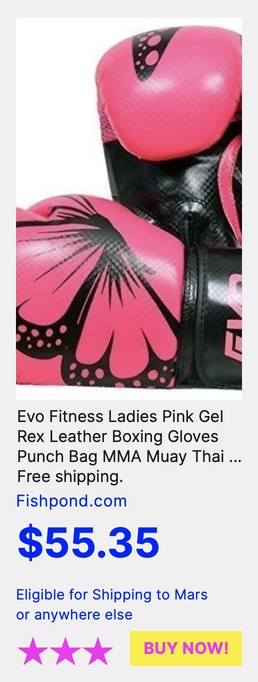 Evo Fitness Ladies Pink Gel
Rex Leather Boxing Gloves
Punch Bag MMA Muay Thai ...
Free shipping.
Fishpond.com
$55.35
Eligible for Shipping to Mars
or anywhere else
BUY NOW!